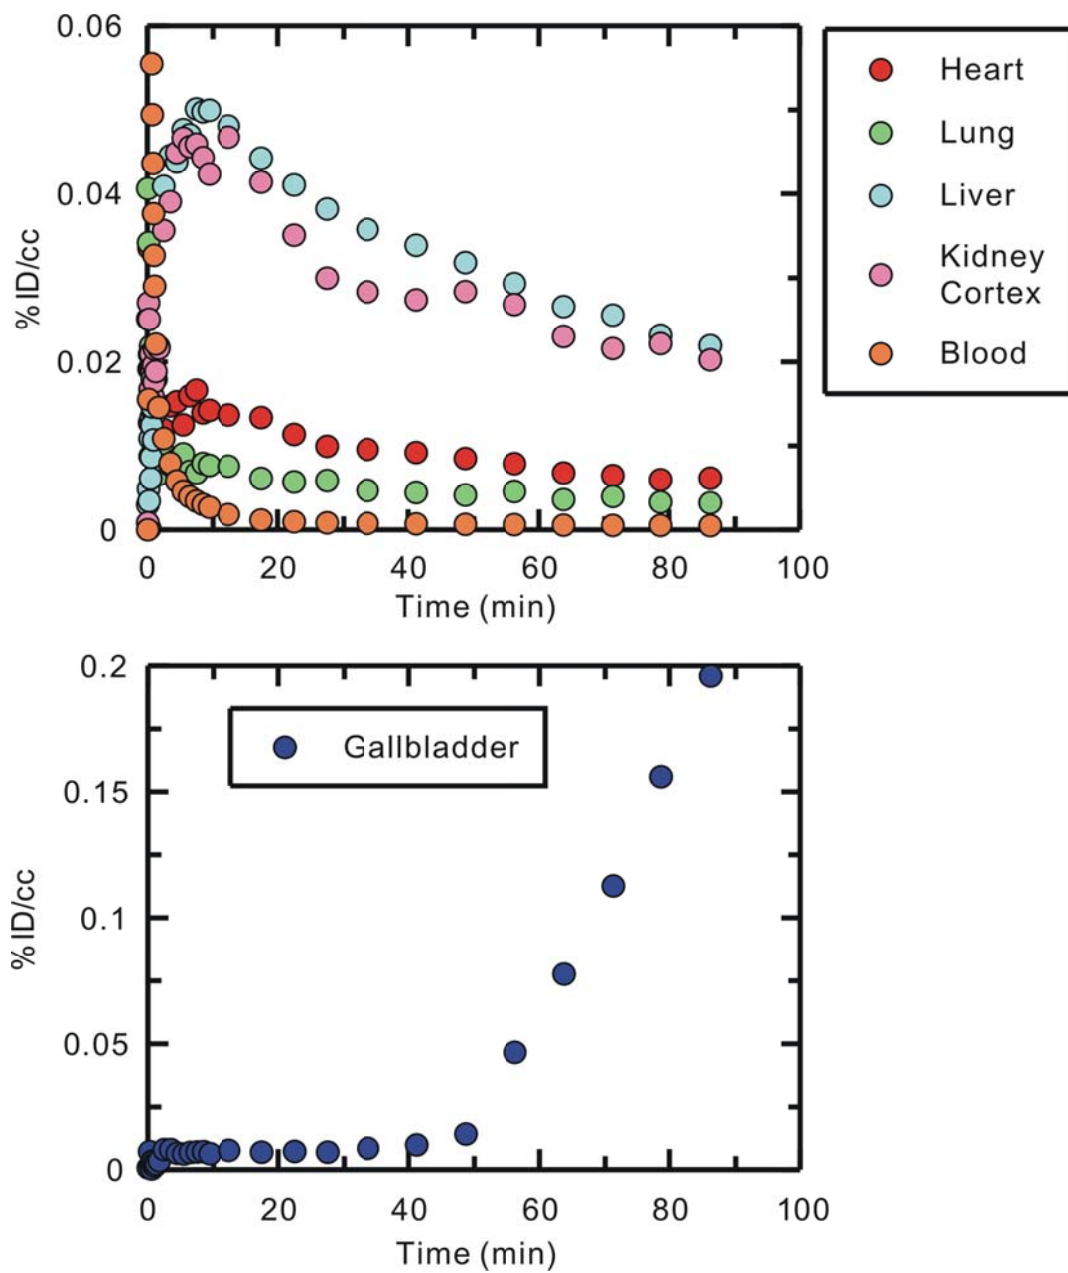 0.06
0.04
0.02
0
%ID/cc
0 20 40 60 80 100
Time (min)
Heart
Lung
Liver
Kidney
Cortex
Blood
0.2
0.15
0.1
0.05
0
%ID/cc
Gallbladder
0 20 40 60 80 100
Time (min)